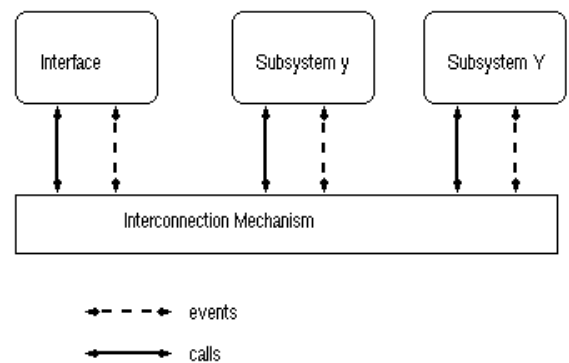 Interface
Subsystem y
Subsystem Y
Interconnection Mechanism
events
calls